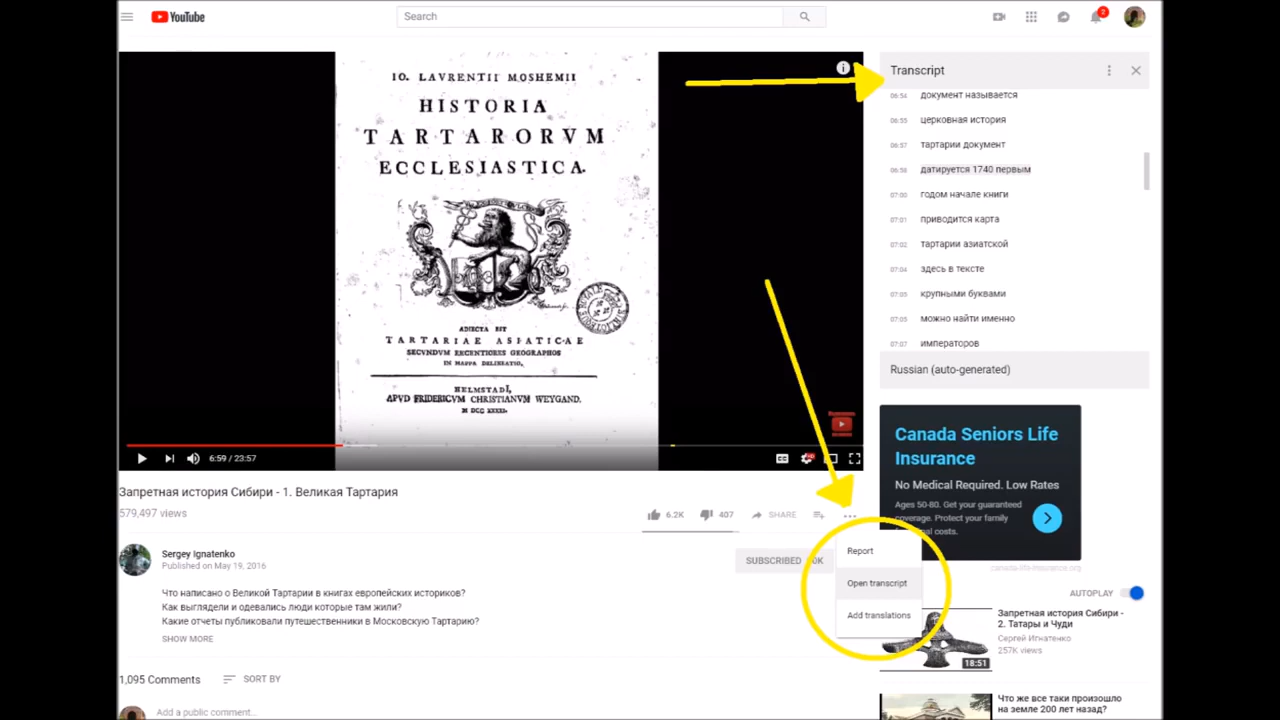 YouTube
Search
2
IO. LAVRENTII MOSHEMII
HISTORIA
TARTARORVM
ECCLESIASTICA.
ADIECTA EST
TARTARIAE ASIATICAE
SECVNDVM RECENTIORES GEOGRAPHOS
IN MAPPA DELINEATIO,
HELMSTADI,
APVD FRIDERICVM CHRISTIANVM WEYGAND.
6:59 / 23:57
Запретная история Сибири - 1. Великая Тартария
579,497 views
6.2K
407
SHARE
Sergey Ignatenko
Published on May 19, 2016
SUBSCRIBED
Report
Open transcript
Add translations
Что написано о Великой Тартарии в книгах европейских историков?
Как выглядели и одевались люди которые там жили?
Какие отчеты публиковали путешественники в Московскую Тартарию?
SHOW MORE
1,095 Comments
SORT BY
Add a public comment...
Transcript
06:54 документ называется
06:55 церковная история
06:57 тартарии документ
06:58 датируется 1740 первым
07:00 годом начале книги
07:01 приводится карта
07:02 тартарии азиатской
07:04 здесь в тексте
07:05 крупными буквами
07:05 можно найти именно
07:07 императоров
Russian (auto-generated)
Canada Seniors Life
Insurance
No Medical Required. Low Rates
Ages 50-80. Get your guaranteed
coverage. Protect your family
costs.
canada-life-insurance.org
AUTOPLAY
Запретная история Сибири -
2. Татары и Чуди
Сергей Игнатенко
257K views
18:51
Что же все таки произошло
на земле 200 лет назад?